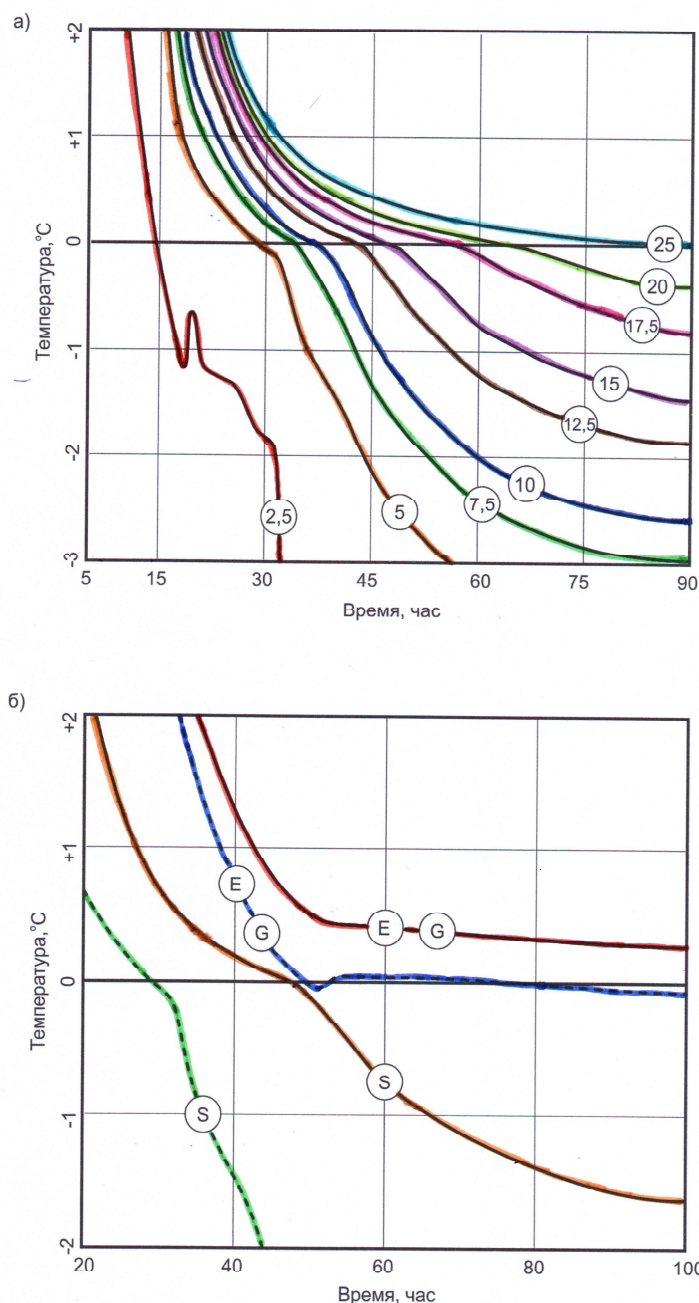 а)
Температура,°С
+2
+1
0
-1
-2
-3
25
20
17,5
15
12,5
10
7,5
5
2,5
5 15 30 45 60 75 90
Время, час
б)
Температура,°С
+2
+1
0
-1
-2
E
G
E G
S
S
20 40 60 80 100
Время, час